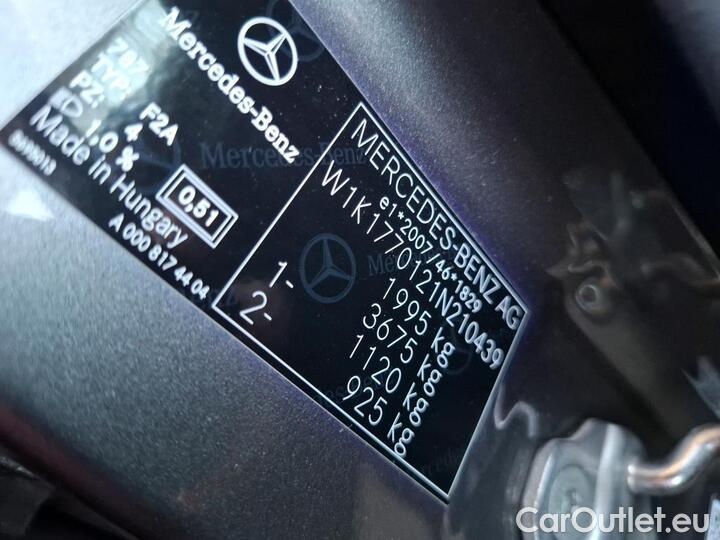 Mercedes-Benz
787
TYP: F2A
PZ: 4
ED 1,0 %
0,51
Made in Hungary
A 000 817 44 04
MERCEDES-BENZ AG
e1*2007/46*1829
W1K1770121N210439
1995 kg
3675 kg
1- 1120 kg
2- 925 kg
Mercedes-Benz
CarOutlet.eu